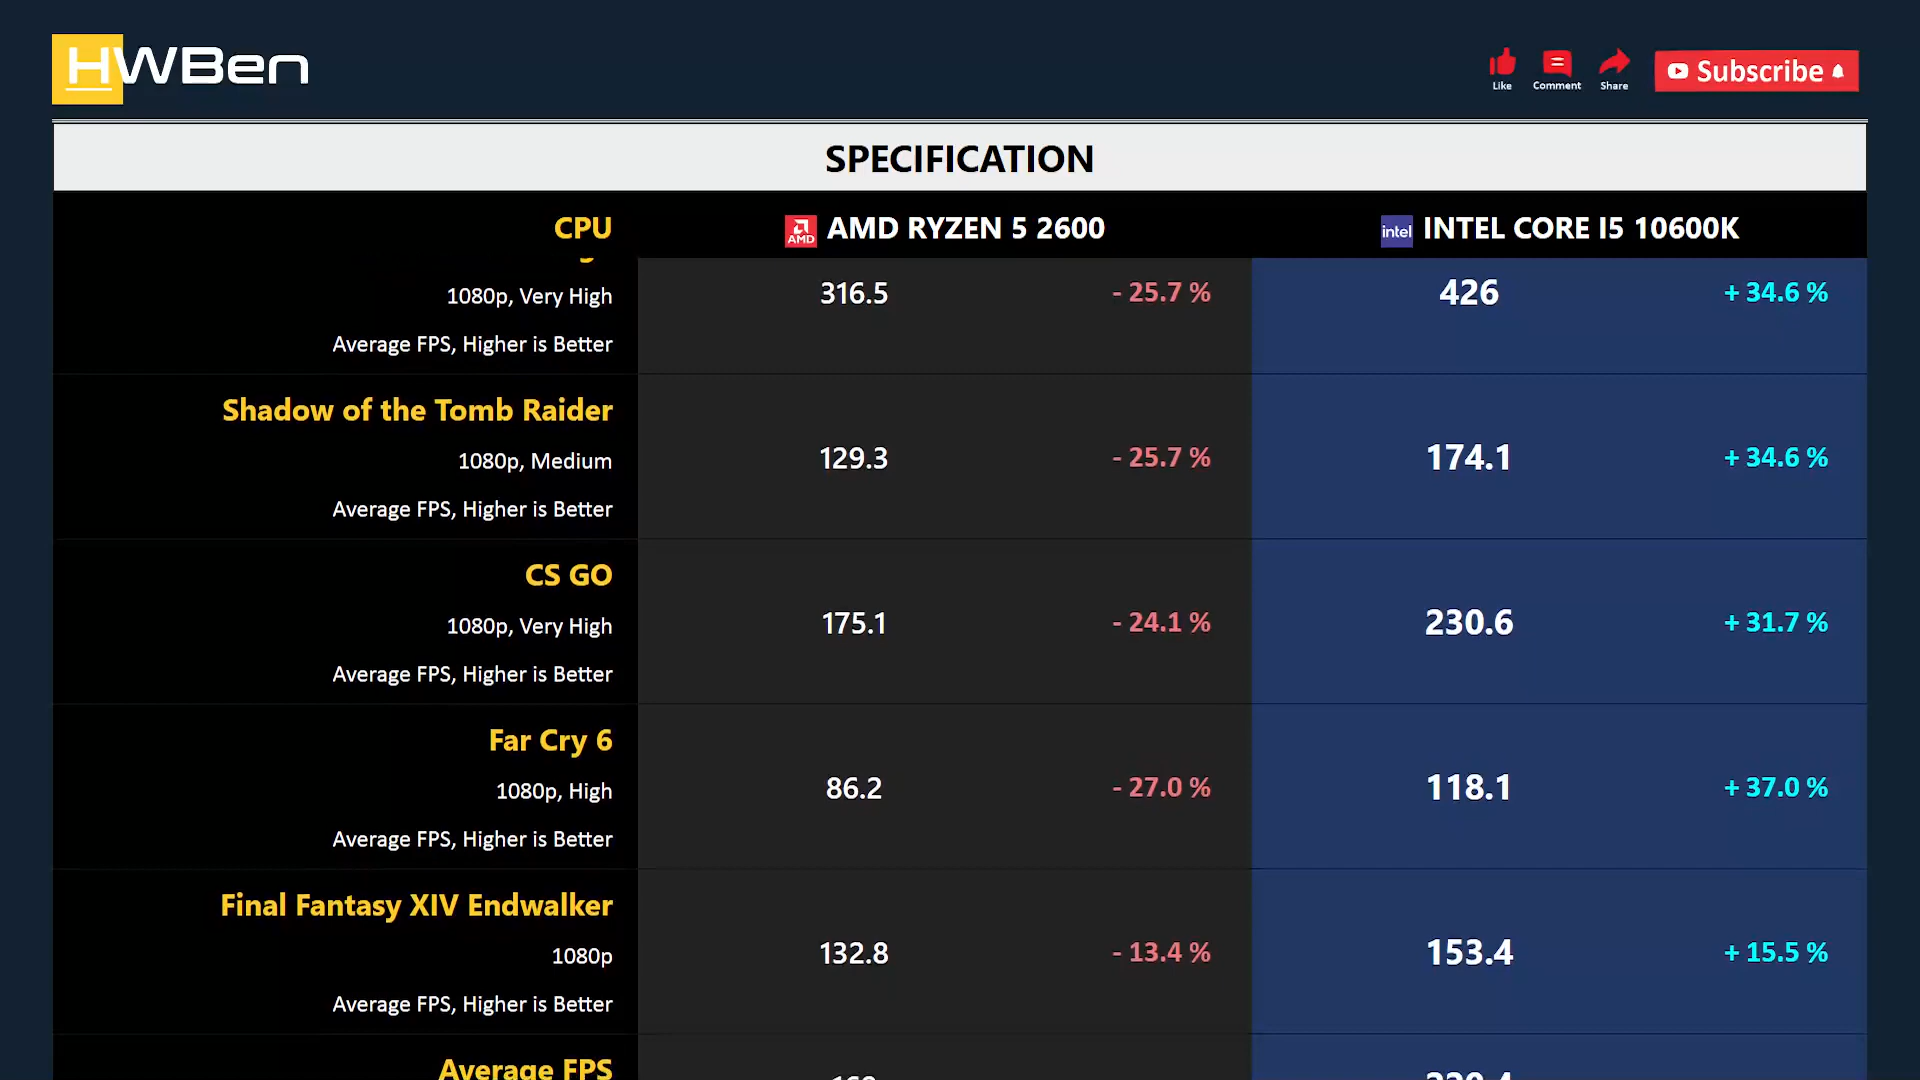 HWBen
Like
Comment
Share
Subscribe
SPECIFICATION
CPU
AMD
AMD RYZEN 5 2600
intel
INTEL CORE I5 10600K
1080p, Very High
Average FPS, Higher is Better
316.5
- 25.7 %
426
+ 34.6 %
Shadow of the Tomb Raider
1080p, Medium
Average FPS, Higher is Better
129.3
- 25.7 %
174.1
+ 34.6 %
CS GO
1080p, Very High
Average FPS, Higher is Better
175.1
- 24.1 %
230.6
+ 31.7 %
Far Cry 6
1080p, High
Average FPS, Higher is Better
86.2
- 27.0 %
118.1
+ 37.0 %
Final Fantasy XIV Endwalker
1080p
Average FPS, Higher is Better
132.8
- 13.4 %
153.4
+ 15.5 %
Average FPS